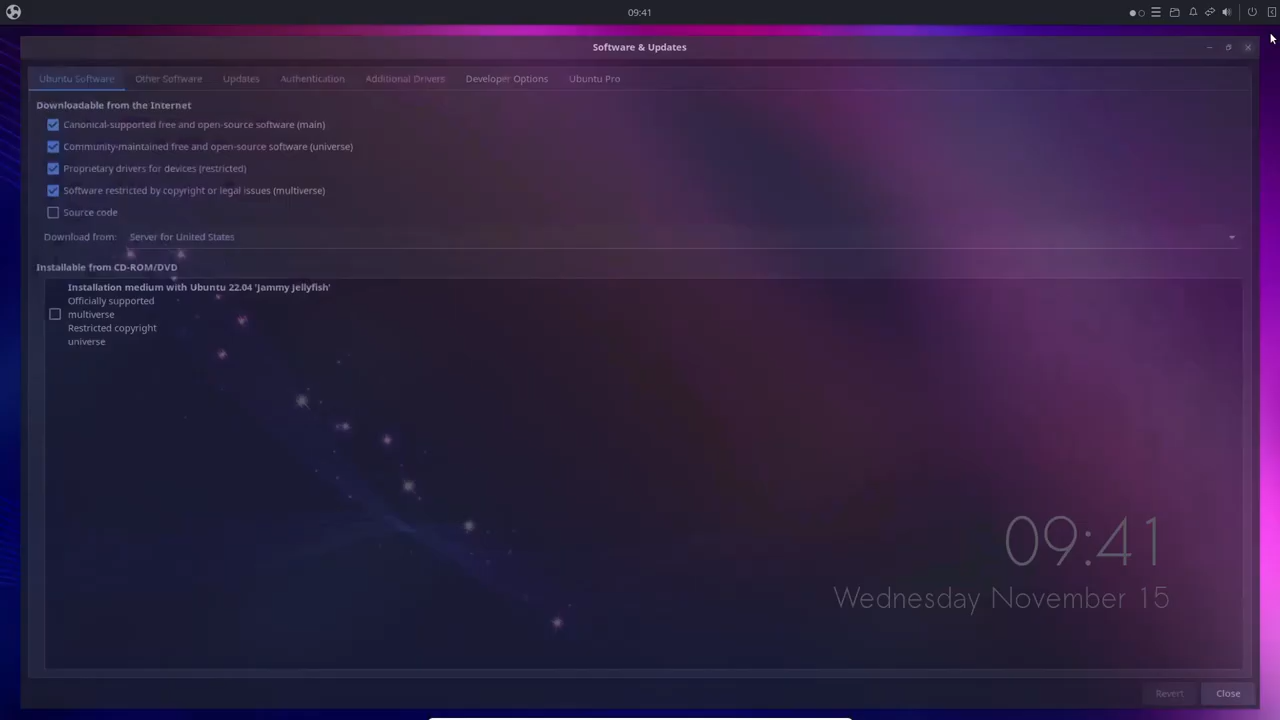 09:41
Software & Updates
Ubuntu Software Other Software Updates Authentication Additional Drivers Developer Options Ubuntu Pro
Downloadable from the Internet
Canonical-supported free and open-source software (main)
Community-maintained free and open-source software (universe)
Proprietary drivers for devices (restricted)
Software restricted by copyright or legal issues (multiverse)
Source code
Download from: Server for United States
Installable from CD-ROM/DVD
Installation medium with Ubuntu 22.04 'Jammy Jellyfish'
Officially supported
multiverse
Restricted copyright
universe
09:41
Wednesday November 15
Revert Close